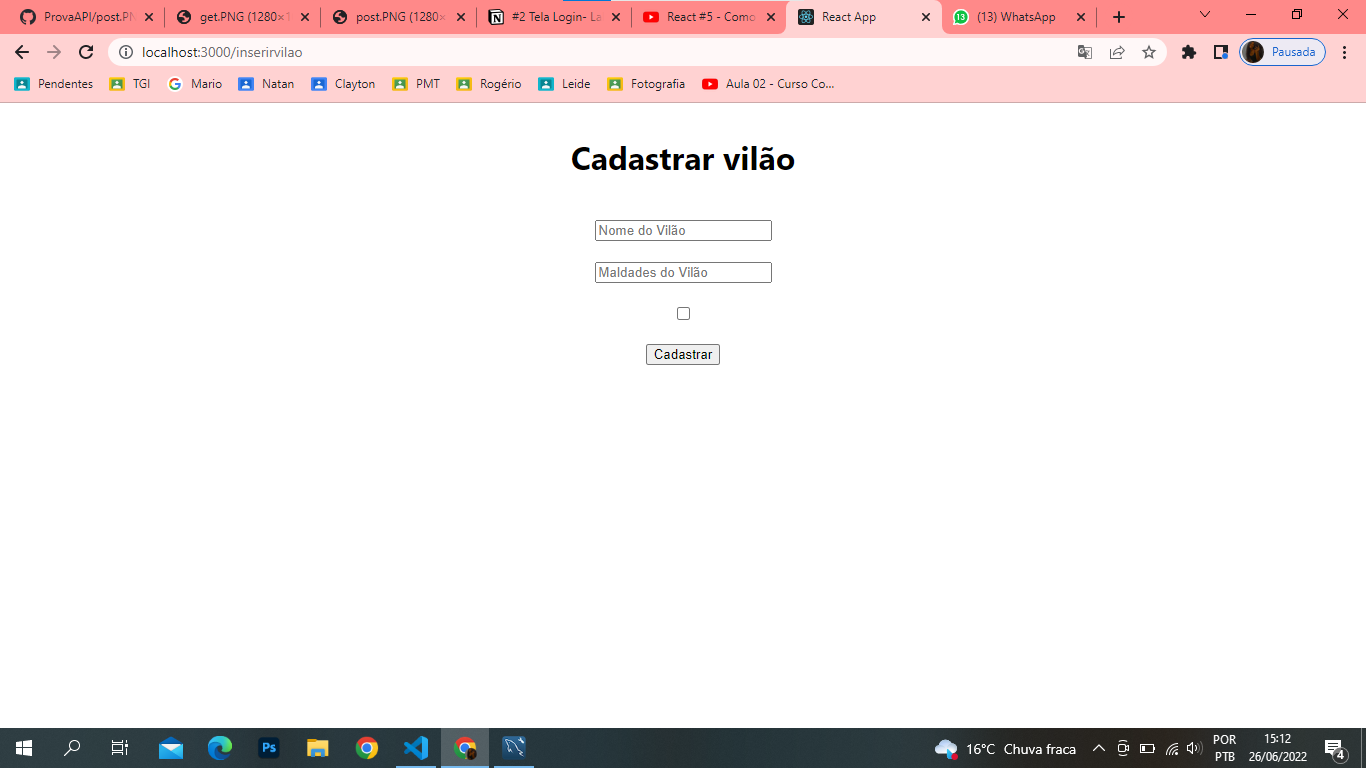 ProvaAPI/post.PN
get.PNG (1280×1
post.PNG (1280×
#2 Tela Login- La
React #5 - Como
React App
13
(13) WhatsApp
localhost:3000/inserirvilao
Pausada
Pendentes
TGI
Mario
Natan
Clayton
PMT
Rogério
Leide
Fotografia
Aula 02 - Curso Co...
Cadastrar vilão
Nome do Vilão
Maldades do Vilão
Cadastrar
Ps
16°C Chuva fraca
POR
PTB
15:12
26/06/2022
4